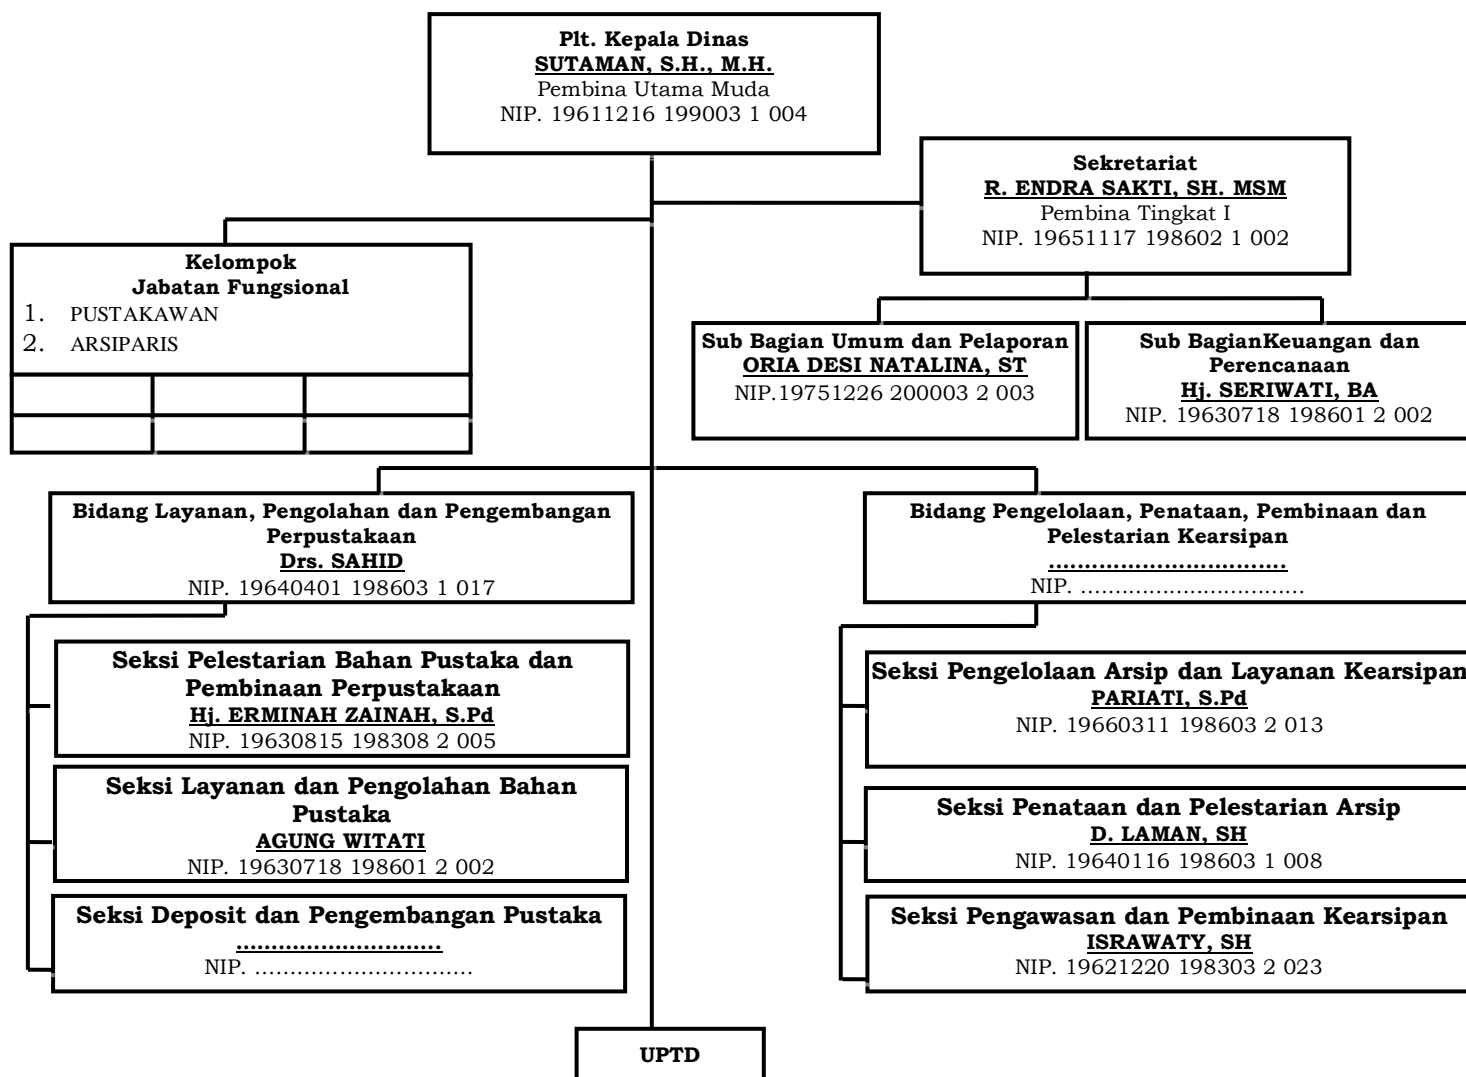 Plt. Kepala Dinas
SUTAMAN, S.H., M.H.
Pembina Utama Muda
NIP. 19611216 199003 1 004
Sekretariat
R. ENDRA SAKTI, SH. MSM
Pembina Tingkat I
NIP. 19651117 198602 1 002
Kelompok
Jabatan Fungsional
1. PUSTAKAWAN
2. ARSIPARIS
Sub Bagian Umum dan Pelaporan
ORIA DESI NATALINA, ST
NIP.19751226 200003 2 003
Sub BagianKeuangan dan
Perencanaan
Hj. SERIWATI, BA
NIP. 19630718 198601 2 002
Bidang Layanan, Pengolahan dan Pengembangan
Perpustakaan
Drs. SAHID
NIP. 19640401 198603 1 017
Seksi Pelestarian Bahan Pustaka dan
Pembinaan Perpustakaan
Hj. ERMINAH ZAINAH, S.Pd
NIP. 19630815 198308 2 005
Seksi Layanan dan Pengolahan Bahan
Pustaka
AGUNG WITATI
NIP. 19630718 198601 2 002
Seksi Deposit dan Pengembangan Pustaka
.............................
NIP. ...............................
Bidang Pengelolaan, Penataan, Pembinaan dan
Pelestarian Kearsipan
.................................
NIP. ................................
Seksi Pengelolaan Arsip dan Layanan Kearsipan
PARIATI, S.Pd
NIP. 19660311 198603 2 013
Seksi Penataan dan Pelestarian Arsip
D. LAMAN, SH
NIP. 19640116 198603 1 008
Seksi Pengawasan dan Pembinaan Kearsipan
ISRAWATY, SH
NIP. 19621220 198303 2 023
UPTD